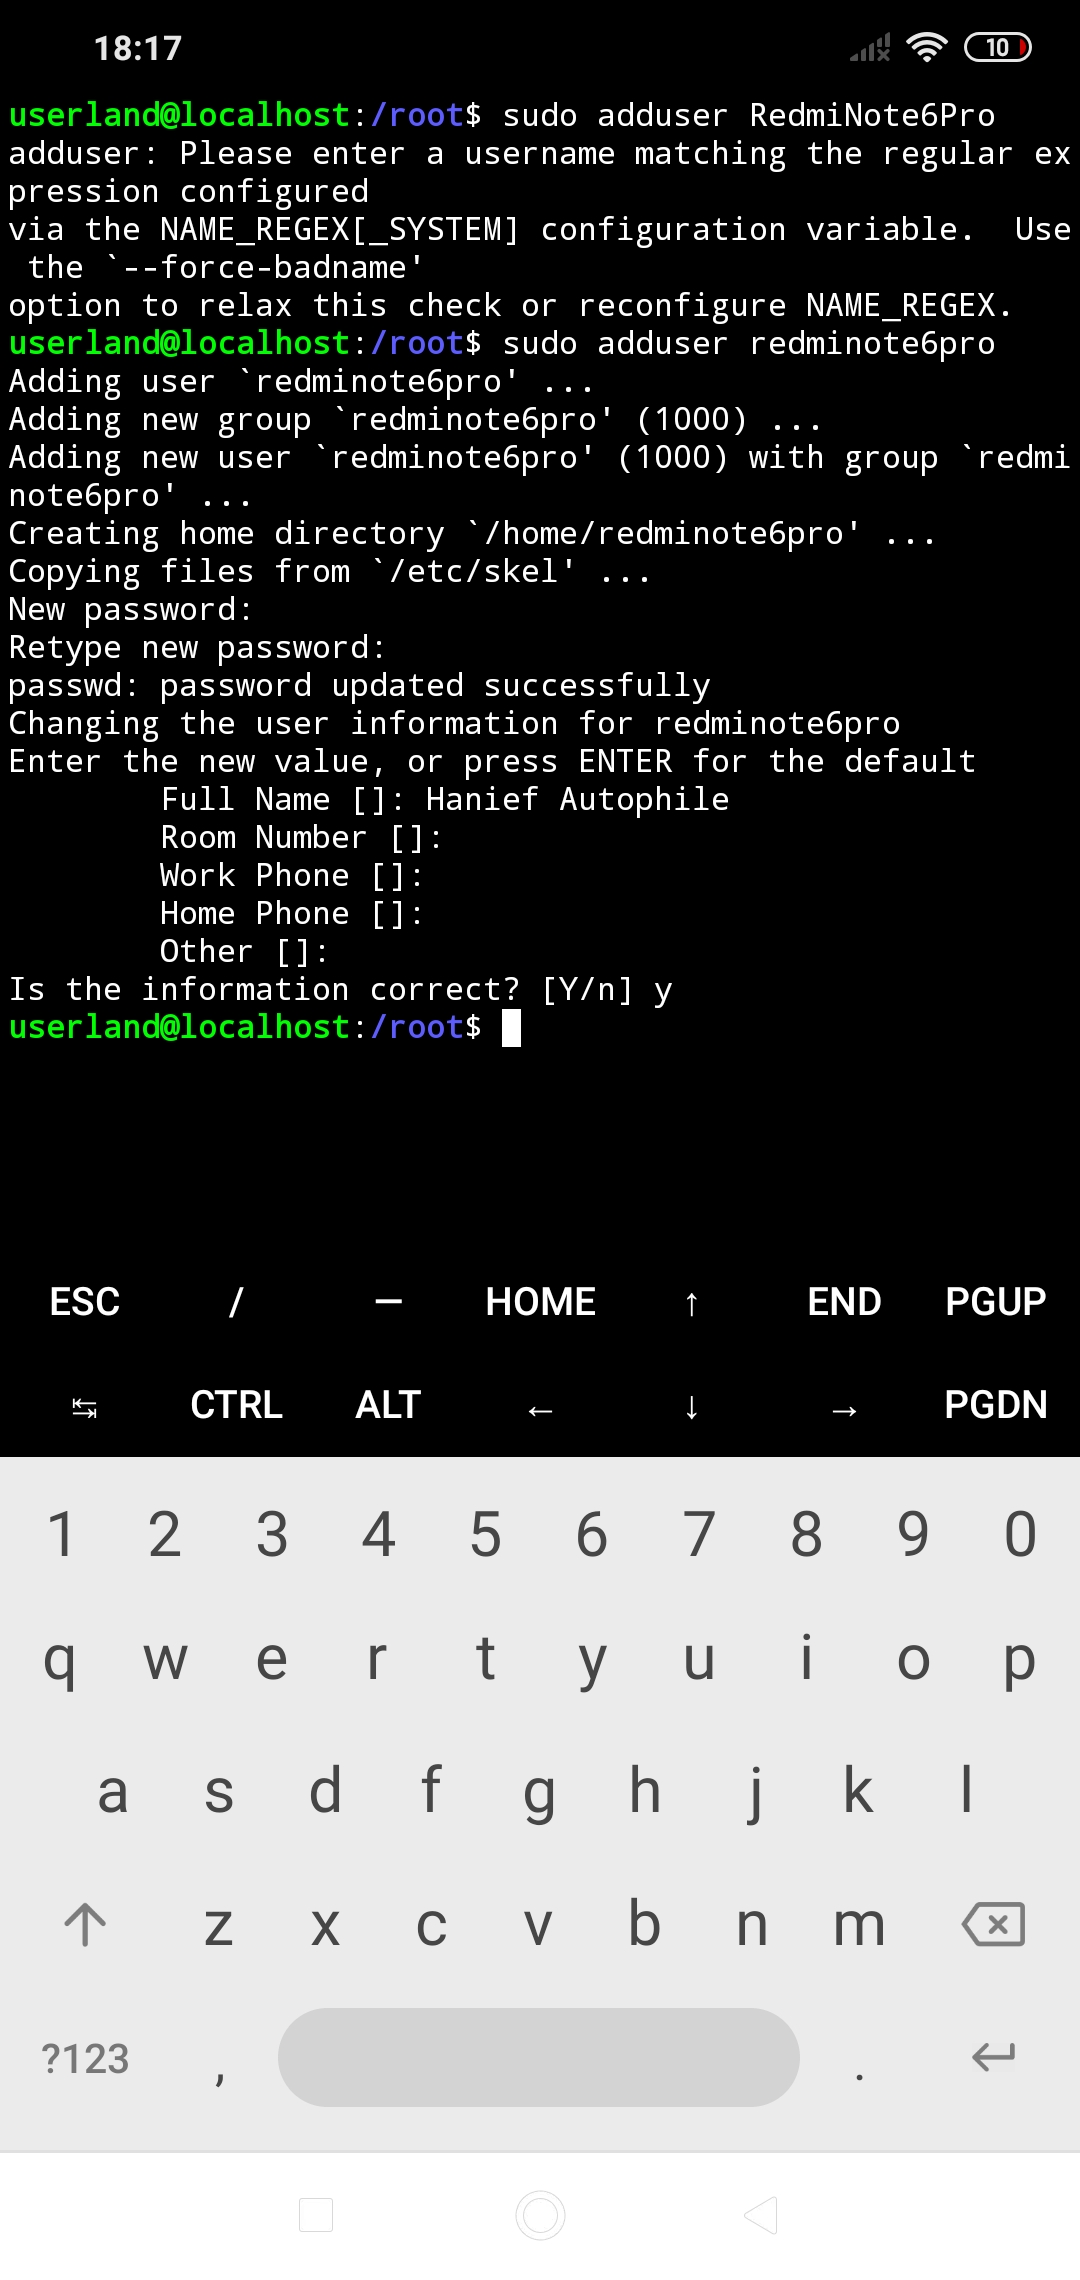 18:17
10
userland@localhost:/root$ sudo adduser RedmiNote6Pro
adduser: Please enter a username matching the regular ex
pression configured
via the NAME_REGEX[_SYSTEM] configuration variable.  Use
 the `--force-badname'
option to relax this check or reconfigure NAME_REGEX.
userland@localhost:/root$ sudo adduser redminote6pro
Adding user `redminote6pro' ...
Adding new group `redminote6pro' (1000) ...
Adding new user `redminote6pro' (1000) with group `redmi
note6pro' ...
Creating home directory `/home/redminote6pro' ...
Copying files from `/etc/skel' ...
New password:
Retype new password:
passwd: password updated successfully
Changing the user information for redminote6pro
Enter the new value, or press ENTER for the default
        Full Name []: Hanief Autophile
        Room Number []:
        Work Phone []:
        Home Phone []:
        Other []:
Is the information correct? [Y/n] y
userland@localhost:/root$
ESC / — HOME ↑ END PGUP
↹ CTRL ALT ← ↓ → PGDN
1 2 3 4 5 6 7 8 9 0
q w e r t y u i o p
a s d f g h j k l
z x c v b n m
?123 , .